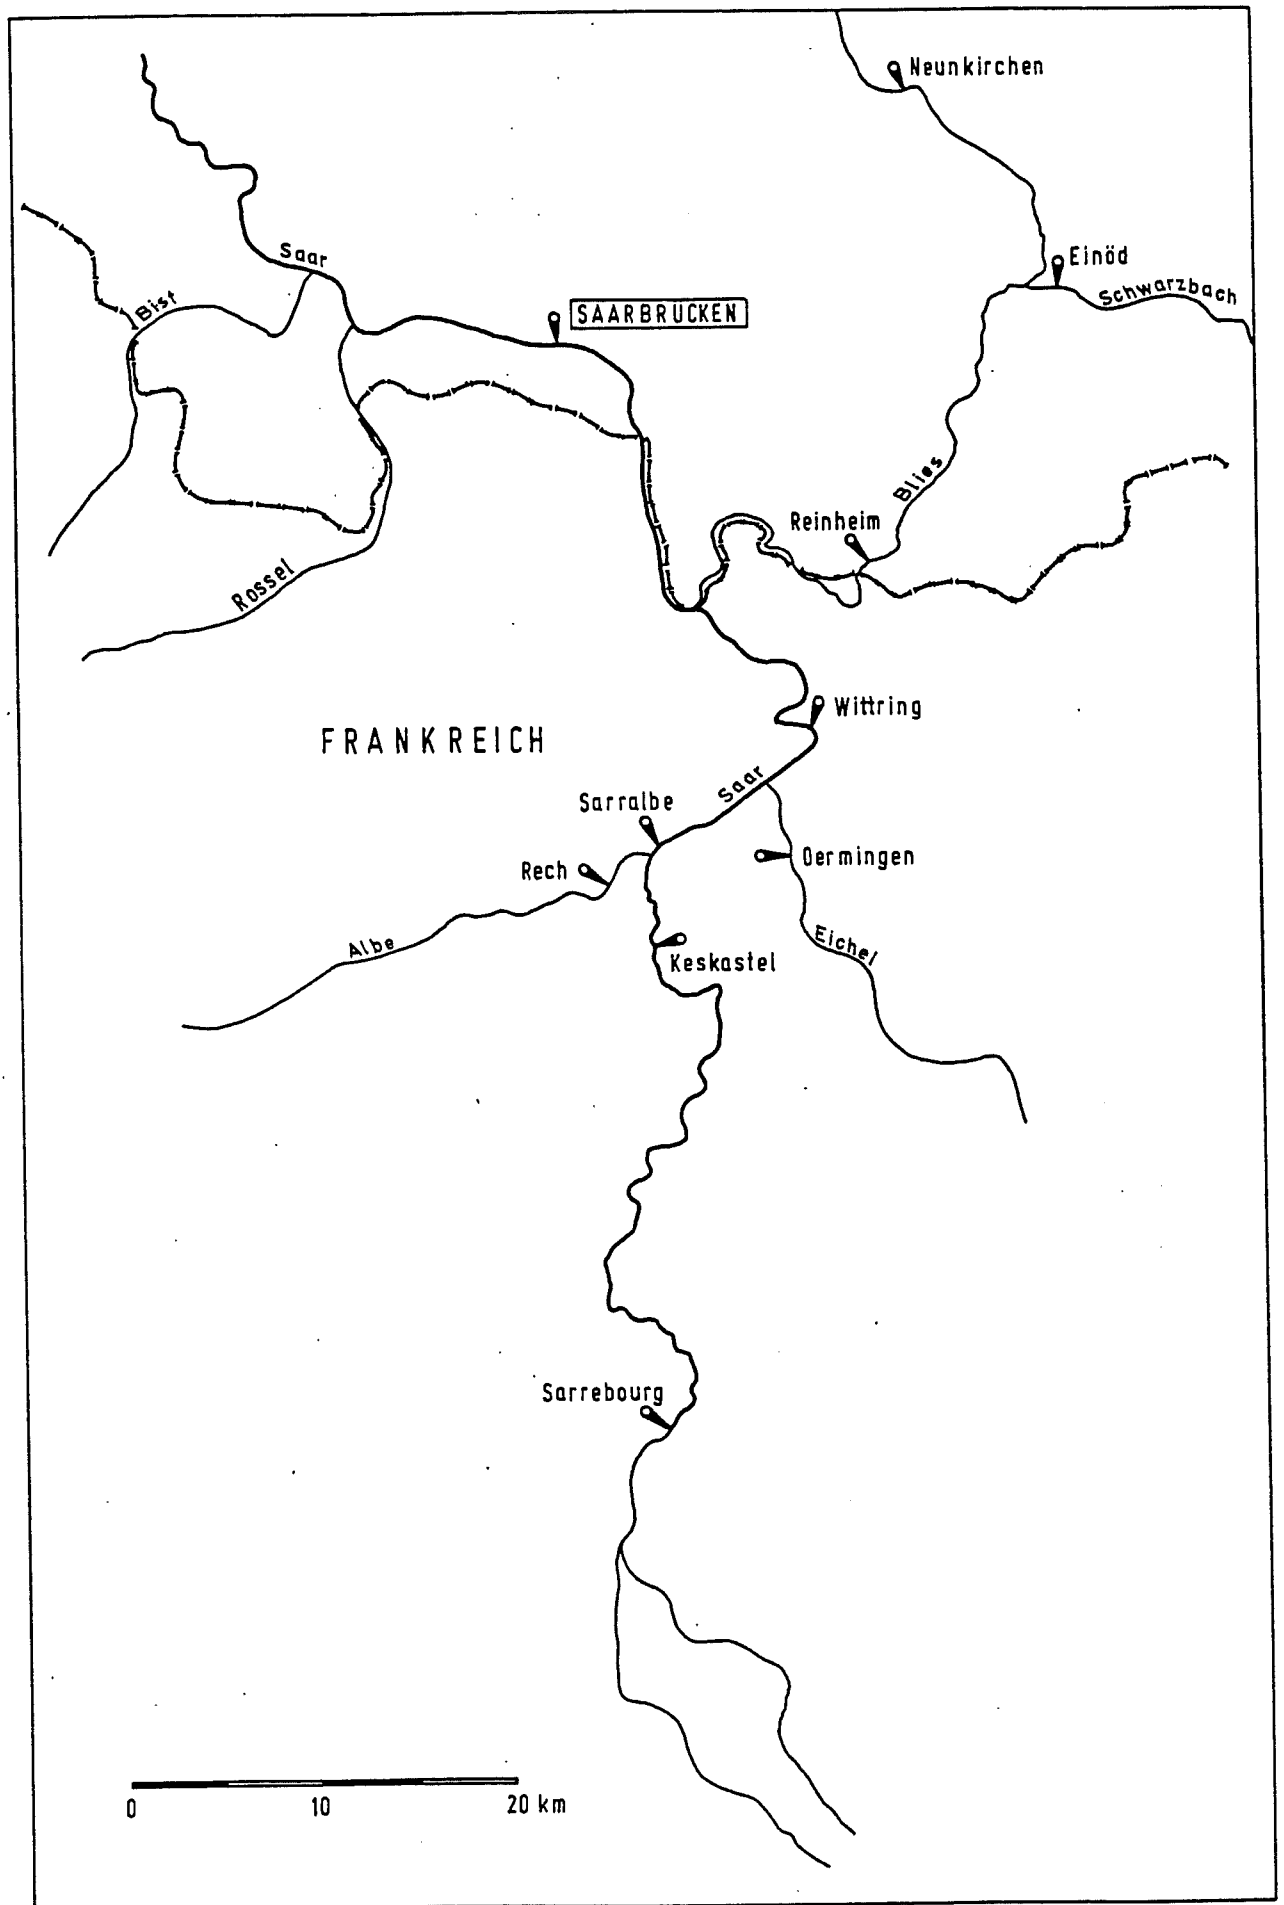 Neunkirchen
Saar
Einöd
Schwarzbach
Bist
SAARBRÜCKEN
Blies
Reinheim
Rossel
FRANKREICH
Wittring
Saar
Sarralbe
Rech
Oermingen
Albe
Eichel
Keskastel
Sarrebourg
0 10 20 km